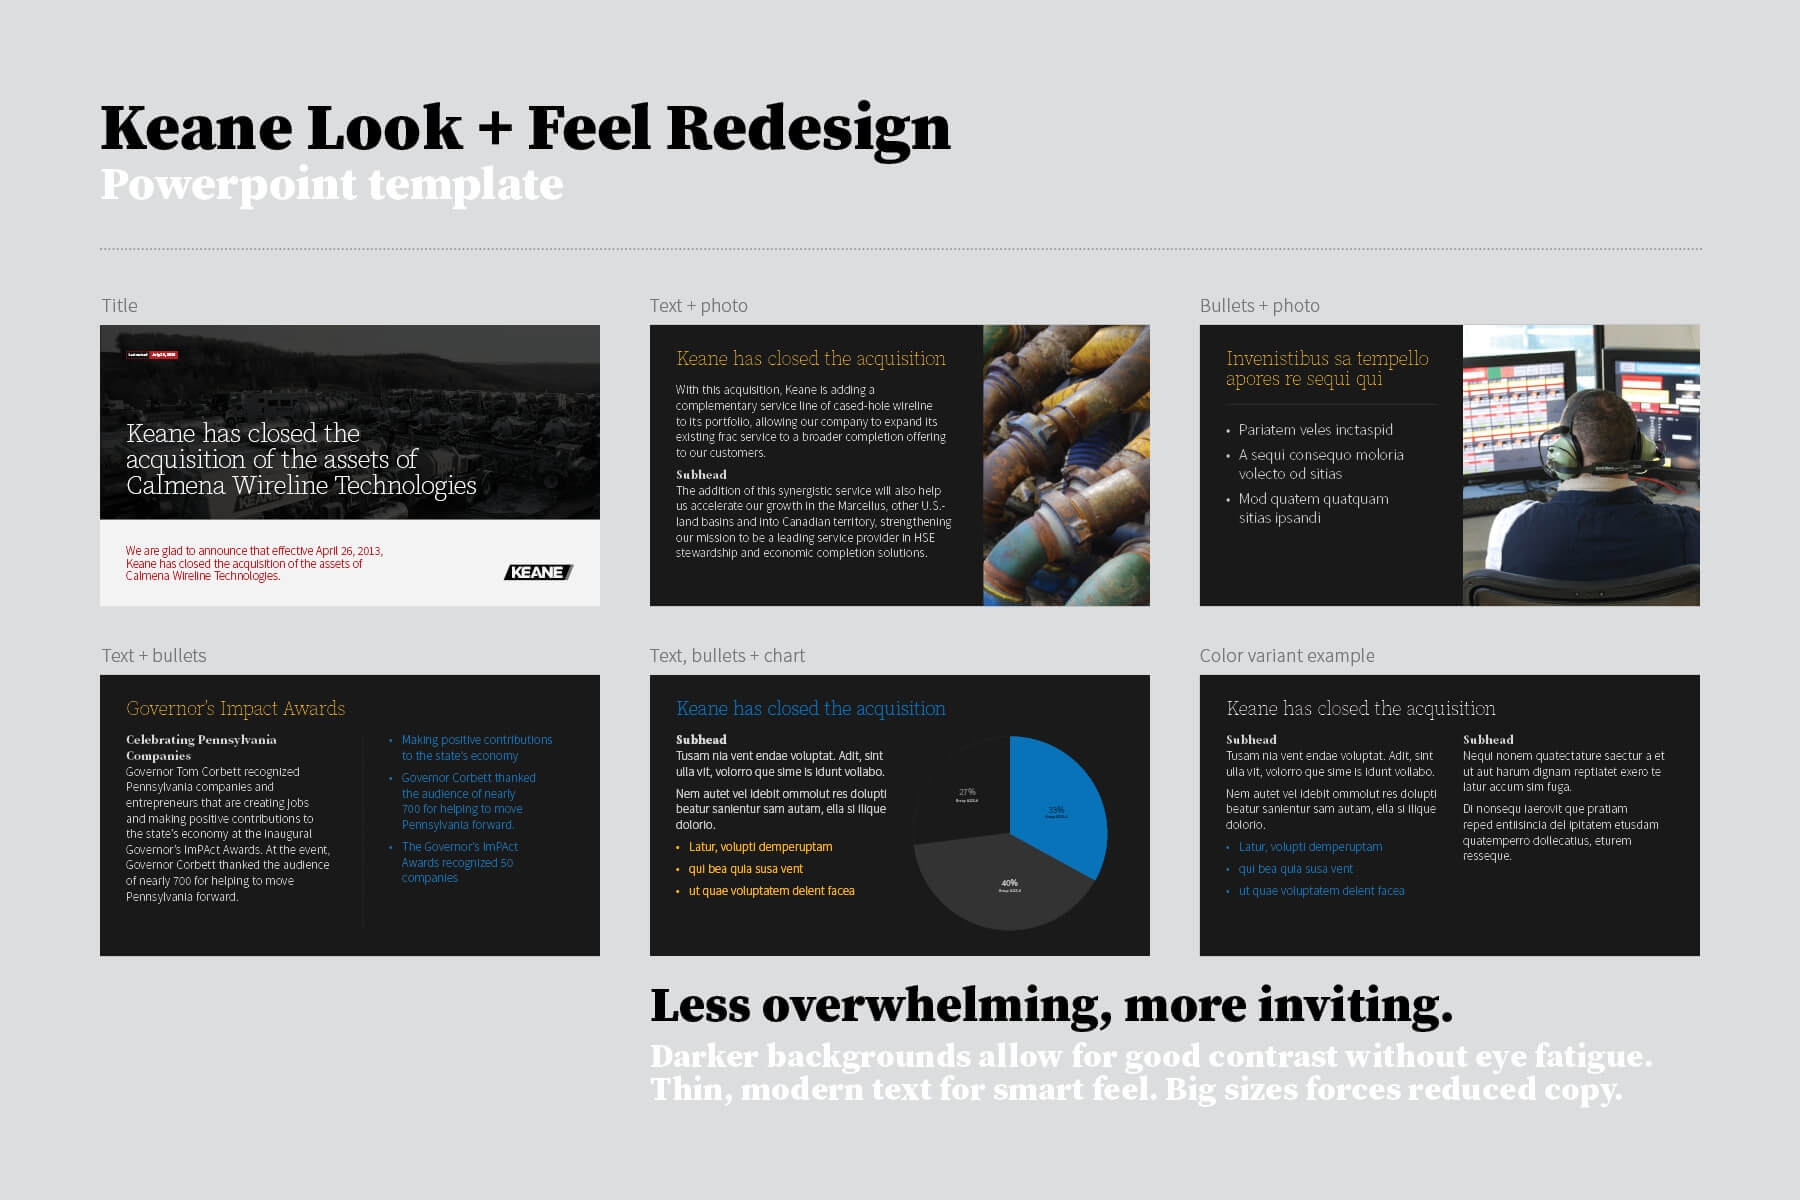 Keane Look + Feel Redesign
Powerpoint template
Title
Text + photo
Bullets + photo
July 26, 2013
Keane has closed the
acquisition of the assets of
Calmena Wireline Technologies
We are glad to announce that effective April 26, 2013,
Keane has closed the acquisition of the assets of
Calmena Wireline Technologies.
KEANE
Keane has closed the acquisition
With this acquisition, Keane is adding a
complementary service line of cased-hole wireline
to its portfolio, allowing our company to expand its
existing frac service to a broader completion offering
to our customers.
Subhead
The addition of this synergistic service will also help
us accelerate our growth in the Marcellus, other U.S.-
land basins and into Canadian territory, strengthening
our mission to be a leading service provider in HSE
stewardship and economic completion solutions.
Invenistibus sa tempello
apores re sequi qui
• Pariatem veles inctaspid
• A sequi consequo moloria
volecto od sitias
• Mod quatem quatquam
sitias ipsandi
Text + bullets
Text, bullets + chart
Color variant example
Governor's Impact Awards
Celebrating Pennsylvania
Companies
Governor Tom Corbett recognized
Pennsylvania companies and
entrepreneurs that are creating jobs
and making positive contributions to
the state's economy at the inaugural
Governor's ImPAct Awards. At the event,
Governor Corbett thanked the audience
of nearly 700 for helping to move
Pennsylvania forward.
• Making positive contributions
to the state's economy
• Governor Corbett thanked
the audience of nearly
700 for helping to move
Pennsylvania forward.
• The Governor's ImPAct
Awards recognized 50
companies
Keane has closed the acquisition
Subhead
Tusam nia vent endae voluptat. Adit, sint
ulla vit, volorro que sime is idunt vollabo.
Nem autet vel idebit ommolut res dolupti
beatur sanientur sam autam, ella si ilique
dolorio.
• Latur, volupti demperuptam
• qui bea quia susa vent
• ut quae voluptatem delent facea
27%
33%
40%
Keane has closed the acquisition
Subhead
Tusam nia vent endae voluptat. Adit, sint
ulla vit, volorro que sime is idunt vollabo.
Nem autet vel idebit ommolut res dolupti
beatur sanientur sam autam, ella si ilique
dolorio.
• Latur, volupti demperuptam
• qui bea quia susa vent
• ut quae voluptatem delent facea
Subhead
Nequi nonem quatectature saectur a et
ut aut harum dignam reptiatet exero te
latur accum sim fuga.
Di nonsequ iaerovit que pratiam
reped entiisincia del ipitatem etusdam
quatemperro dollecatius, eturem
resseque.
Less overwhelming, more inviting.
Darker backgrounds allow for good contrast without eye fatigue.
Thin, modern text for smart feel. Big sizes forces reduced copy.